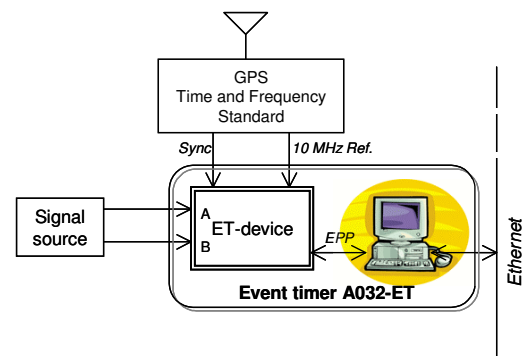 GPS
Time and Frequency
Standard
Sync
10 MHz Ref.
Signal
source
A
ET-device
B
EPP
Event timer A032-ET
Ethernet